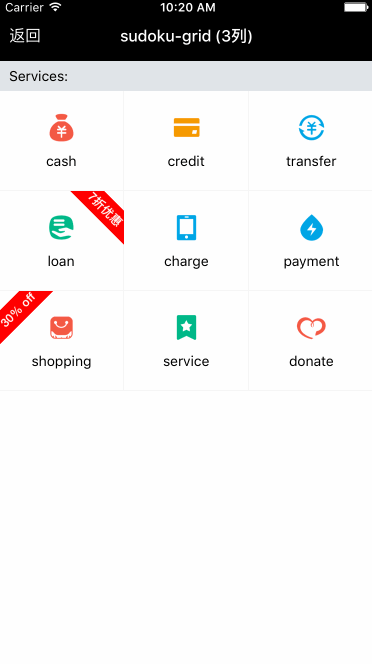 Carrier 10:20 AM
返回 sudoku-grid (3列)
Services:
cash credit transfer
7折优惠
loan charge payment
30% off
shopping service donate